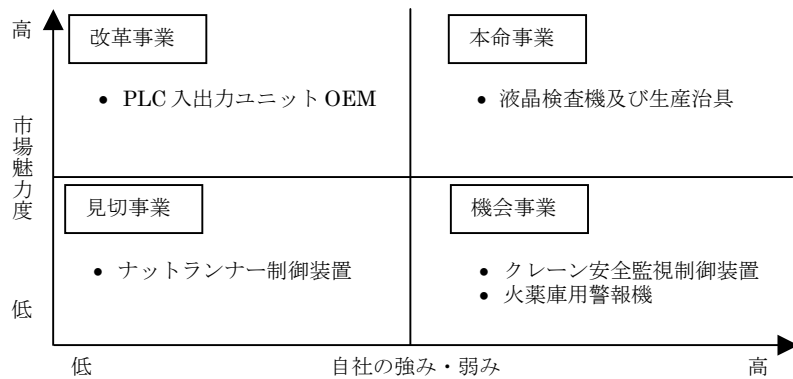 高
改革事業
本命事業
• PLC 入出力ユニット OEM
• 液晶検査機及び生産治具
市場魅力度
見切事業
機会事業
• ナットランナー制御装置
• クレーン安全監視制御装置
• 火薬庫用警報機
低
低
自社の強み・弱み
高